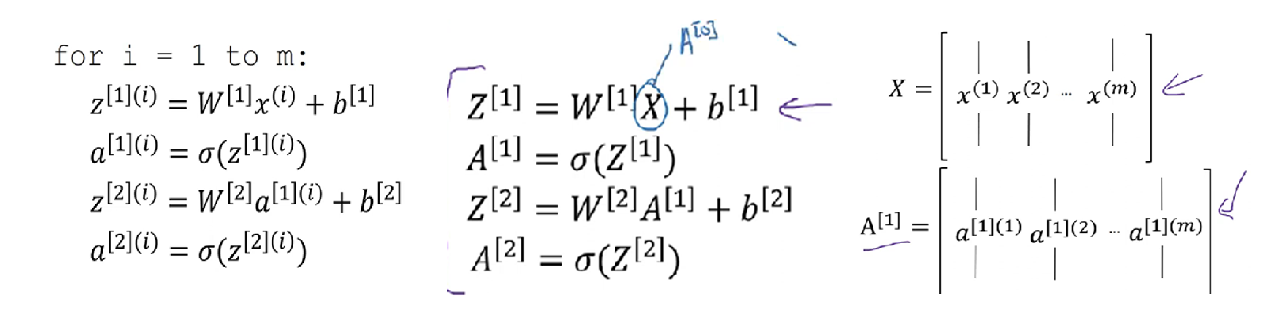 for i = 1 to m:
z[1](i) = W[1]x(i) + b[1]
a[1](i) = σ(z[1](i))
z[2](i) = W[2]a[1](i) + b[2]
a[2](i) = σ(z[2](i))
A[0]
Z[1] = W[1]X + b[1]
A[1] = σ(Z[1])
Z[2] = W[2]A[1] + b[2]
A[2] = σ(Z[2])
X = [x(1) x(2) ... x(m)]
A[1] = [a[1](1) a[1](2) ... a[1](m)]